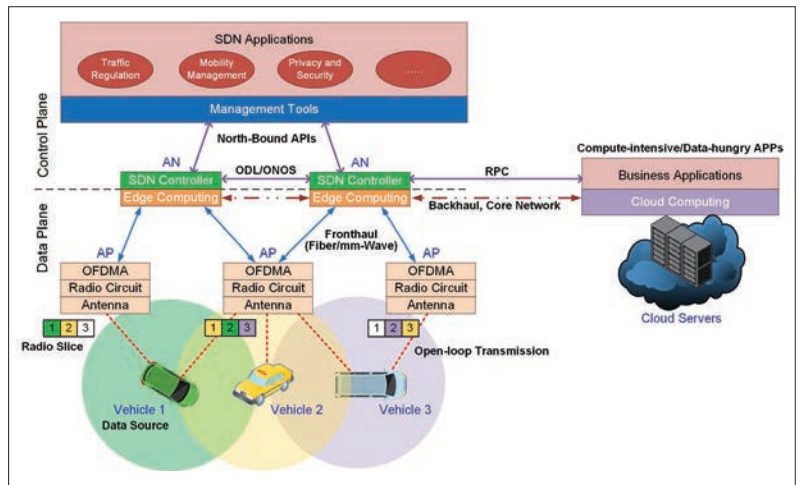 SDN Applications
Traffic
Regulation
Mobility
Management
Privacy and
Security
......
Management Tools
Control Plane
North-Bound APIs
AN
AN
Compute-intensive/Data-hungry APPs
SDN Controller
ODL/ONOS
SDN Controller
RPC
Business Applications
Edge Computing
Edge Computing
Backhaul, Core Network
Cloud Computing
Data Plane
Fronthaul
(Fiber/mm-Wave)
AP
AP
AP
OFDMA
OFDMA
OFDMA
Radio Circuit
Radio Circuit
Radio Circuit
Antenna
Antenna
Antenna
Cloud Servers
1 2 3
1 2 3
1 2 3
Radio Slice
Open-loop Transmission
Vehicle 1
Vehicle 2
Vehicle 3
Data Source